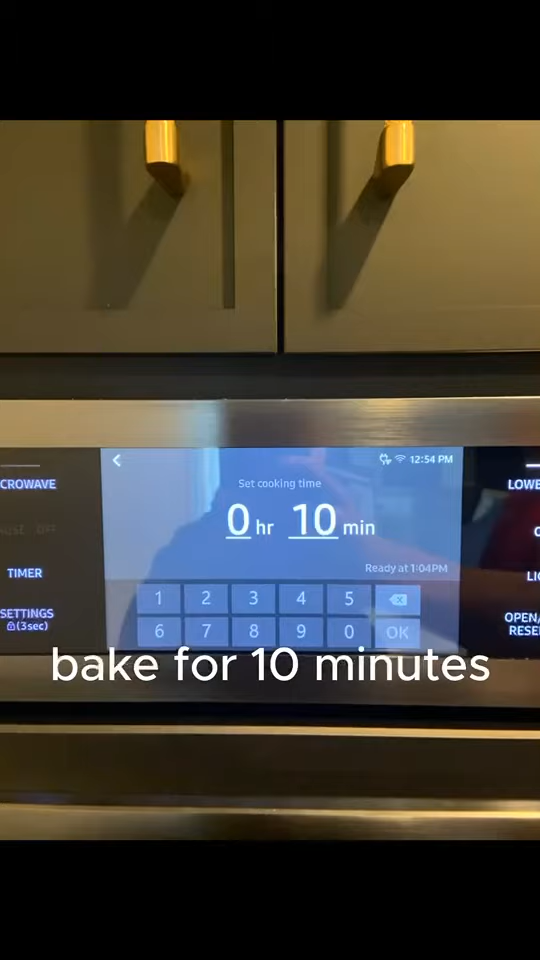 12:54 PM
CROWAVE
Set cooking time
LOWE
0 hr 10 min
TIMER
Ready at 1:04PM
LI
SETTINGS
(3sec)
1 2 3 4 5
6 7 8 9 0 OK
OPEN/
RESE
bake for 10 minutes